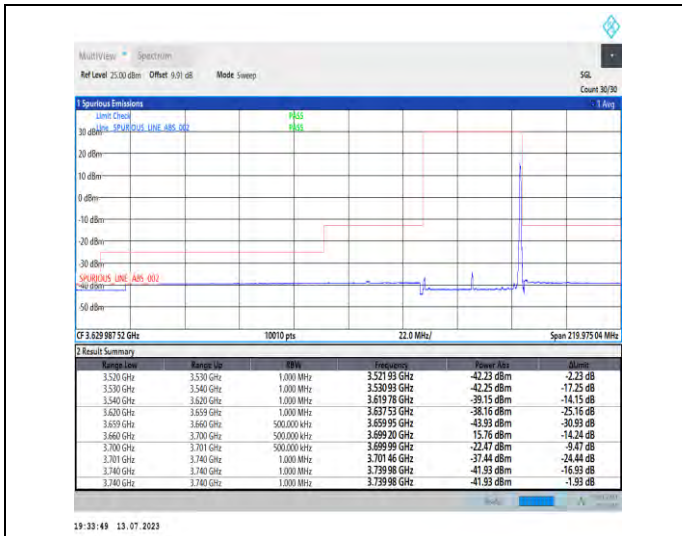 MultiView Spectrum
Ref Level 25.00 dBm Offset 9.91 dB Mode Sweep SGL
Count 30/30
1 Spurious Emissions 1 Avg
Limit Check PASS
Line SPURIOUS LINE ABS 002 PASS
30 dBm
20 dBm
10 dBm
0 dBm
-10 dBm
-20 dBm
-30 dBm
SPURIOUS LINE ABS 002
-40 dBm
-50 dBm
CF 3.629 987 52 GHz 10010 pts 22.0 MHz/ Span 219.975 04 MHz
2 Result Summary
Range Low Range Up RBW Frequency Power Abs ΔLimit
3.520 GHz 3.530 GHz 1.000 MHz 3.521 93 GHz -42.23 dBm -2.23 dB
3.530 GHz 3.540 GHz 1.000 MHz 3.530 93 GHz -42.25 dBm -17.25 dB
3.540 GHz 3.620 GHz 1.000 MHz 3.619 78 GHz -39.15 dBm -14.15 dB
3.620 GHz 3.659 GHz 1.000 MHz 3.637 53 GHz -38.16 dBm -25.16 dB
3.659 GHz 3.660 GHz 500.000 kHz 3.659 95 GHz -43.93 dBm -30.93 dB
3.660 GHz 3.700 GHz 500.000 kHz 3.699 20 GHz 15.76 dBm -14.24 dB
3.700 GHz 3.701 GHz 500.000 kHz 3.699 99 GHz -22.47 dBm -9.47 dB
3.701 GHz 3.740 GHz 1.000 MHz 3.701 46 GHz -37.44 dBm -24.44 dB
3.740 GHz 3.740 GHz 1.000 MHz 3.739 98 GHz -41.93 dBm -16.93 dB
3.740 GHz 3.740 GHz 1.000 MHz 3.739 98 GHz -41.93 dBm -1.93 dB
19:33:49 13.07.2023